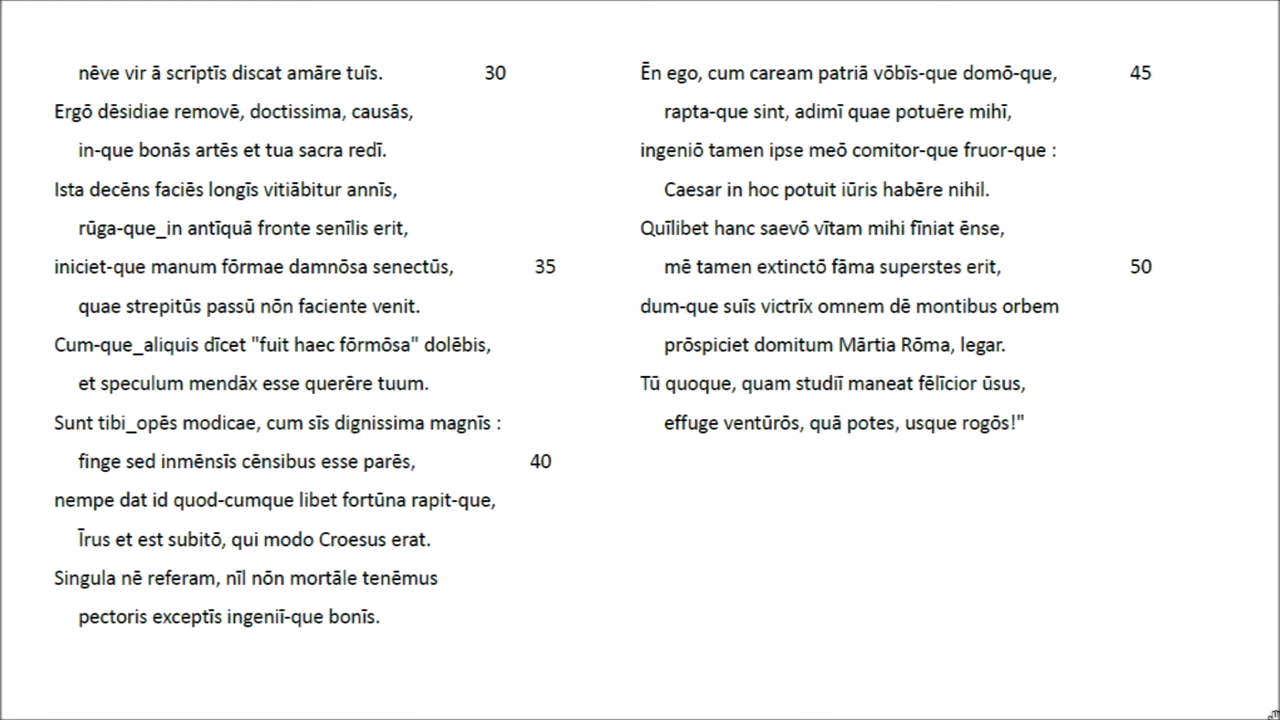 nēve vir ā scrīptīs discat amāre tuīs. 30
Ergō dēsidiae removē, doctissima, causās,
in-que bonās artēs et tua sacra redī.
Ista decēns faciēs longīs vitiābitur annīs,
rūga-que_in antīquā fronte senīlis erit,
iniciet-que manum fōrmae damnōsa senectūs, 35
quae strepitūs passū nōn faciente venit.
Cum-que_aliquis dīcet "fuit haec fōrmōsa" dolēbis,
et speculum mendāx esse querēre tuum.
Sunt tibi_opēs modicae, cum sīs dignissima magnīs :
finge sed inmēnsīs cēnsibus esse parēs, 40
nempe dat id quod-cumque libet fortūna rapit-que,
Īrus et est subitō, qui modo Croesus erat.
Singula nē referam, nīl nōn mortāle tenēmus
pectoris exceptīs ingeniī-que bonīs.
Ēn ego, cum caream patriā vōbīs-que domō-que, 45
rapta-que sint, adimī quae potuēre mihī,
ingeniō tamen ipse meō comitor-que fruor-que :
Caesar in hoc potuit iūris habēre nihil.
Quīlibet hanc saevō vītam mihi fīniat ēnse,
mē tamen extinctō fāma superstes erit, 50
dum-que suīs victrīx omnem dē montibus orbem
prōspiciet domitum Mārtia Rōma, legar.
Tū quoque, quam studiī maneat fēlīcior ūsus,
effuge ventūrōs, quā potes, usque rogōs!"